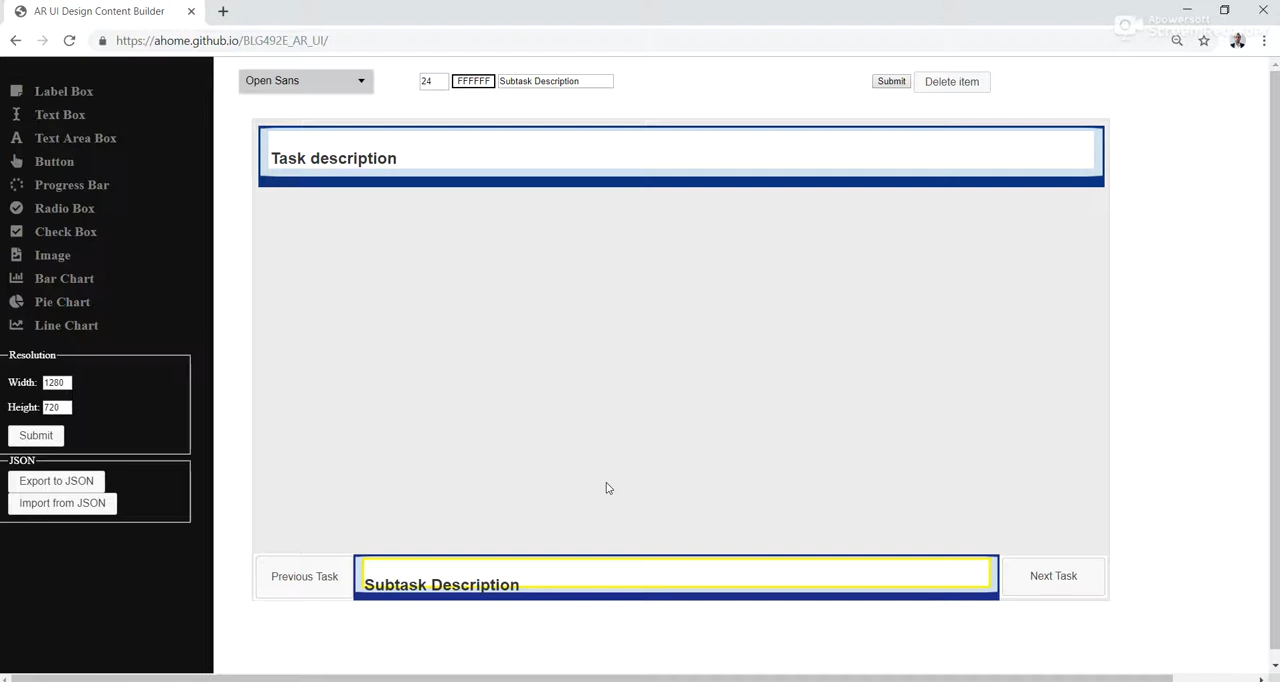 AR UI Design Content Builder
https://ahome.github.io/BLG492E_AR_UI/
Apowersoft
Label Box
Text Box
Text Area Box
Button
Progress Bar
Radio Box
Check Box
Image
Bar Chart
Pie Chart
Line Chart
Resolution
Width: 1280
Height: 720
Submit
JSON
Export to JSON
Import from JSON
Open Sans
24 FFFFFF Subtask Description
Submit Delete item
Task description
Previous Task
Subtask Description
Next Task